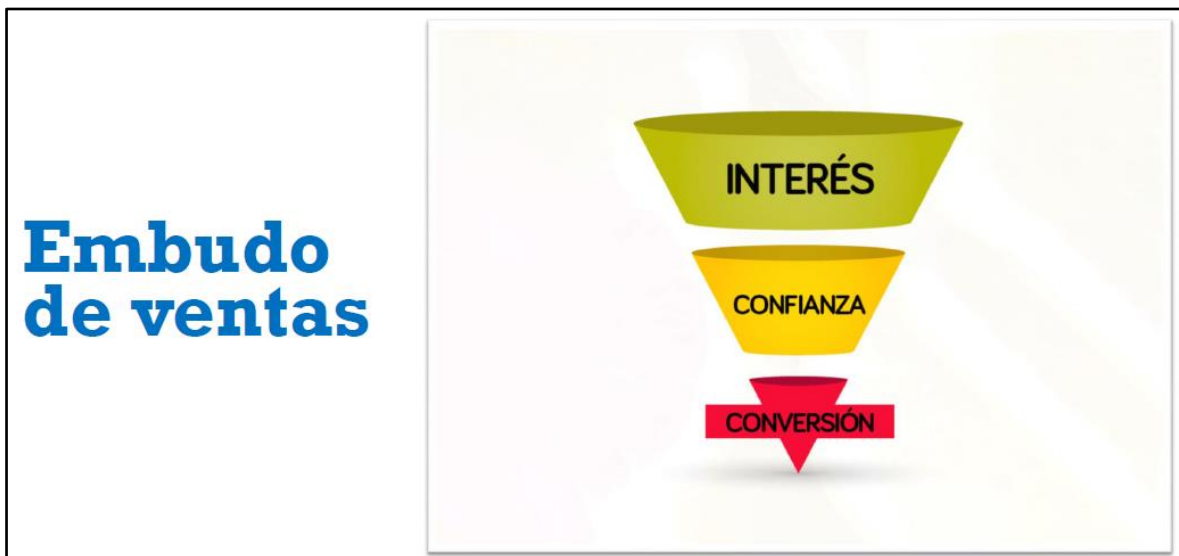 Embudo
de ventas
INTERÉS
CONFIANZA
CONVERSIÓN